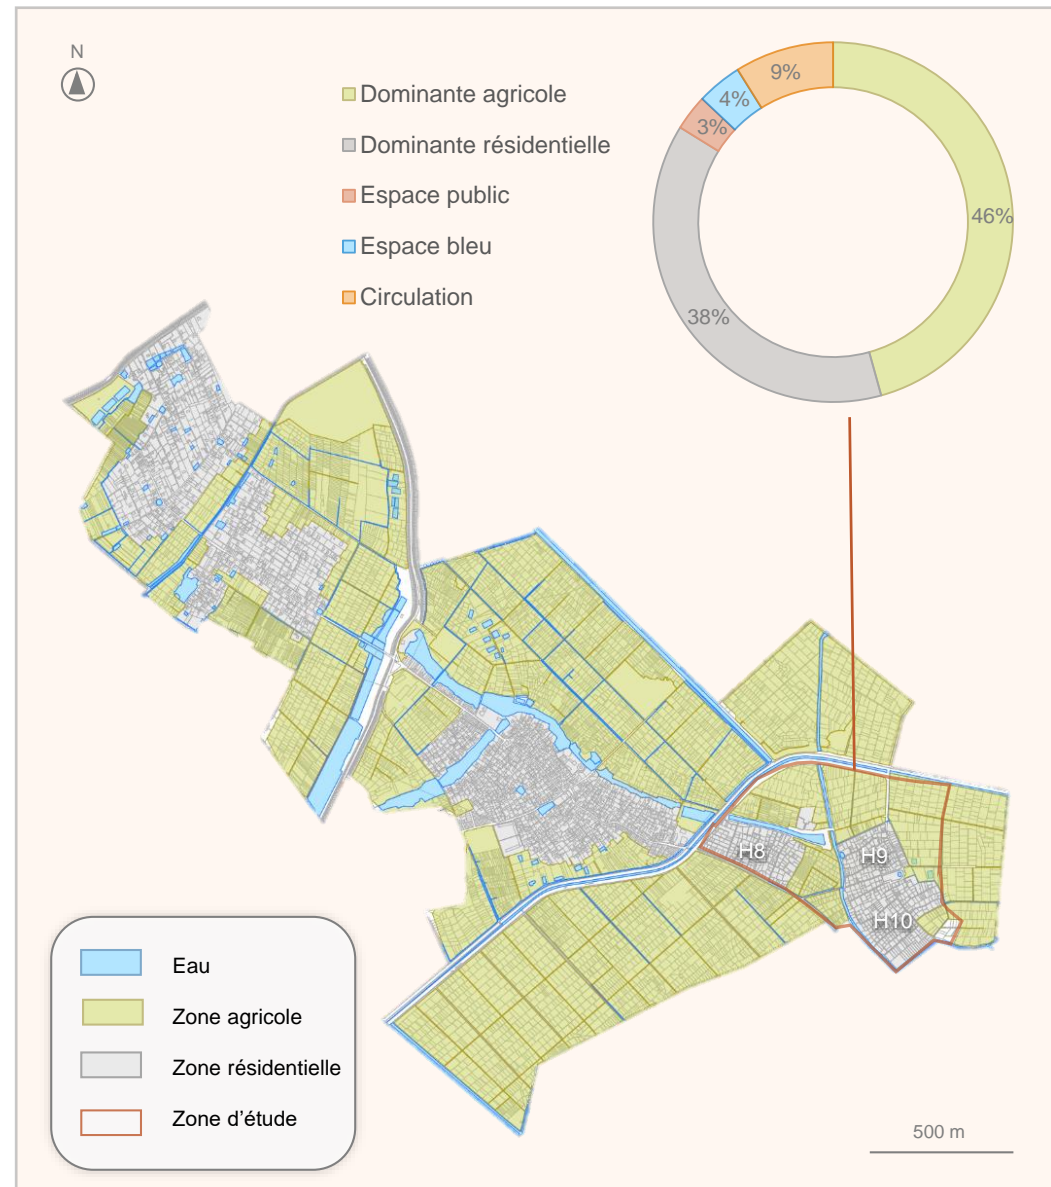 N
Dominante agricole
Dominante résidentielle
Espace public
Espace bleu
Circulation
9%
4%
3%
46%
38%
H8
H9
H10
Eau
Zone agricole
Zone résidentielle
Zone d’étude
500 m